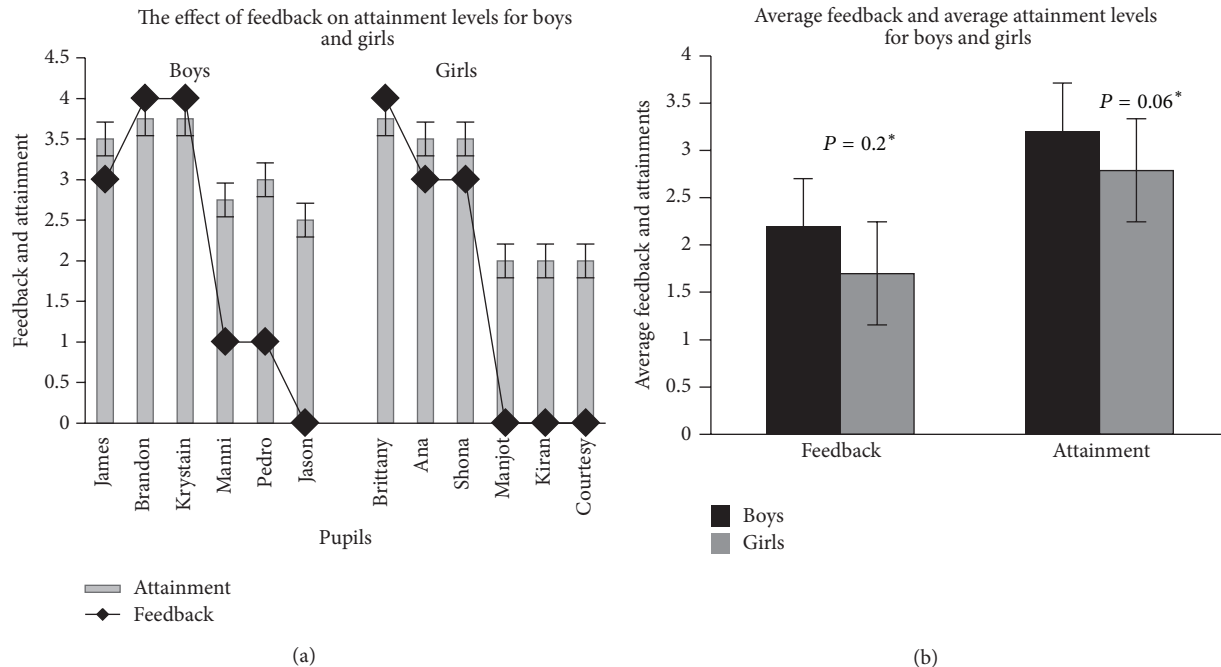 The effect of feedback on attainment levels for boys
and girls
4.5
4
3.5
3
2.5
2
1.5
1
0.5
0
Feedback and attainment
Boys
Girls
James
Brandon
Krystain
Manni
Pedro
Jason
Brittany
Ana
Shona
Manjot
Kiran
Courtesy
Pupils
Attainment
Feedback
(a)
Average feedback and average attainment levels
for boys and girls
4
3.5
3
2.5
2
1.5
1
0.5
0
Average feedback and attainments
P = 0.2*
P = 0.06*
Feedback
Attainment
Boys
Girls
(b)